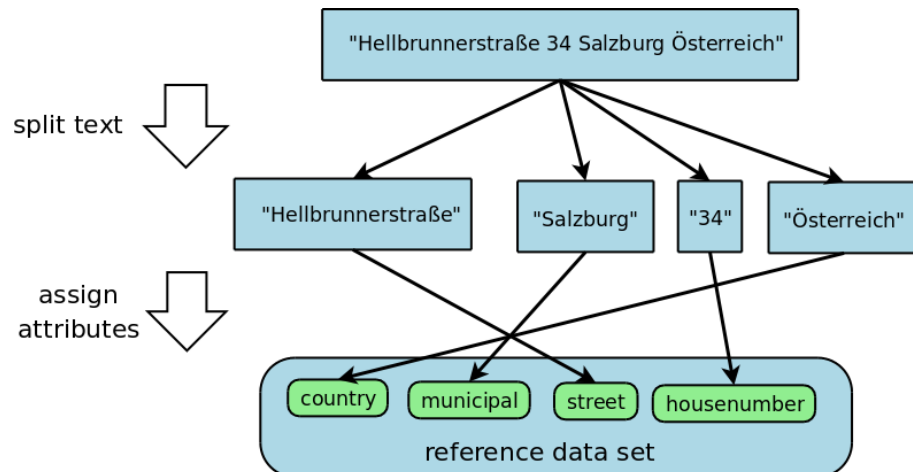 "Hellbrunnerstraße 34 Salzburg Österreich"
split text
"Hellbrunnerstraße"
"Salzburg"
"34"
"Österreich"
assign
attributes
country
municipal
street
housenumber
reference data set